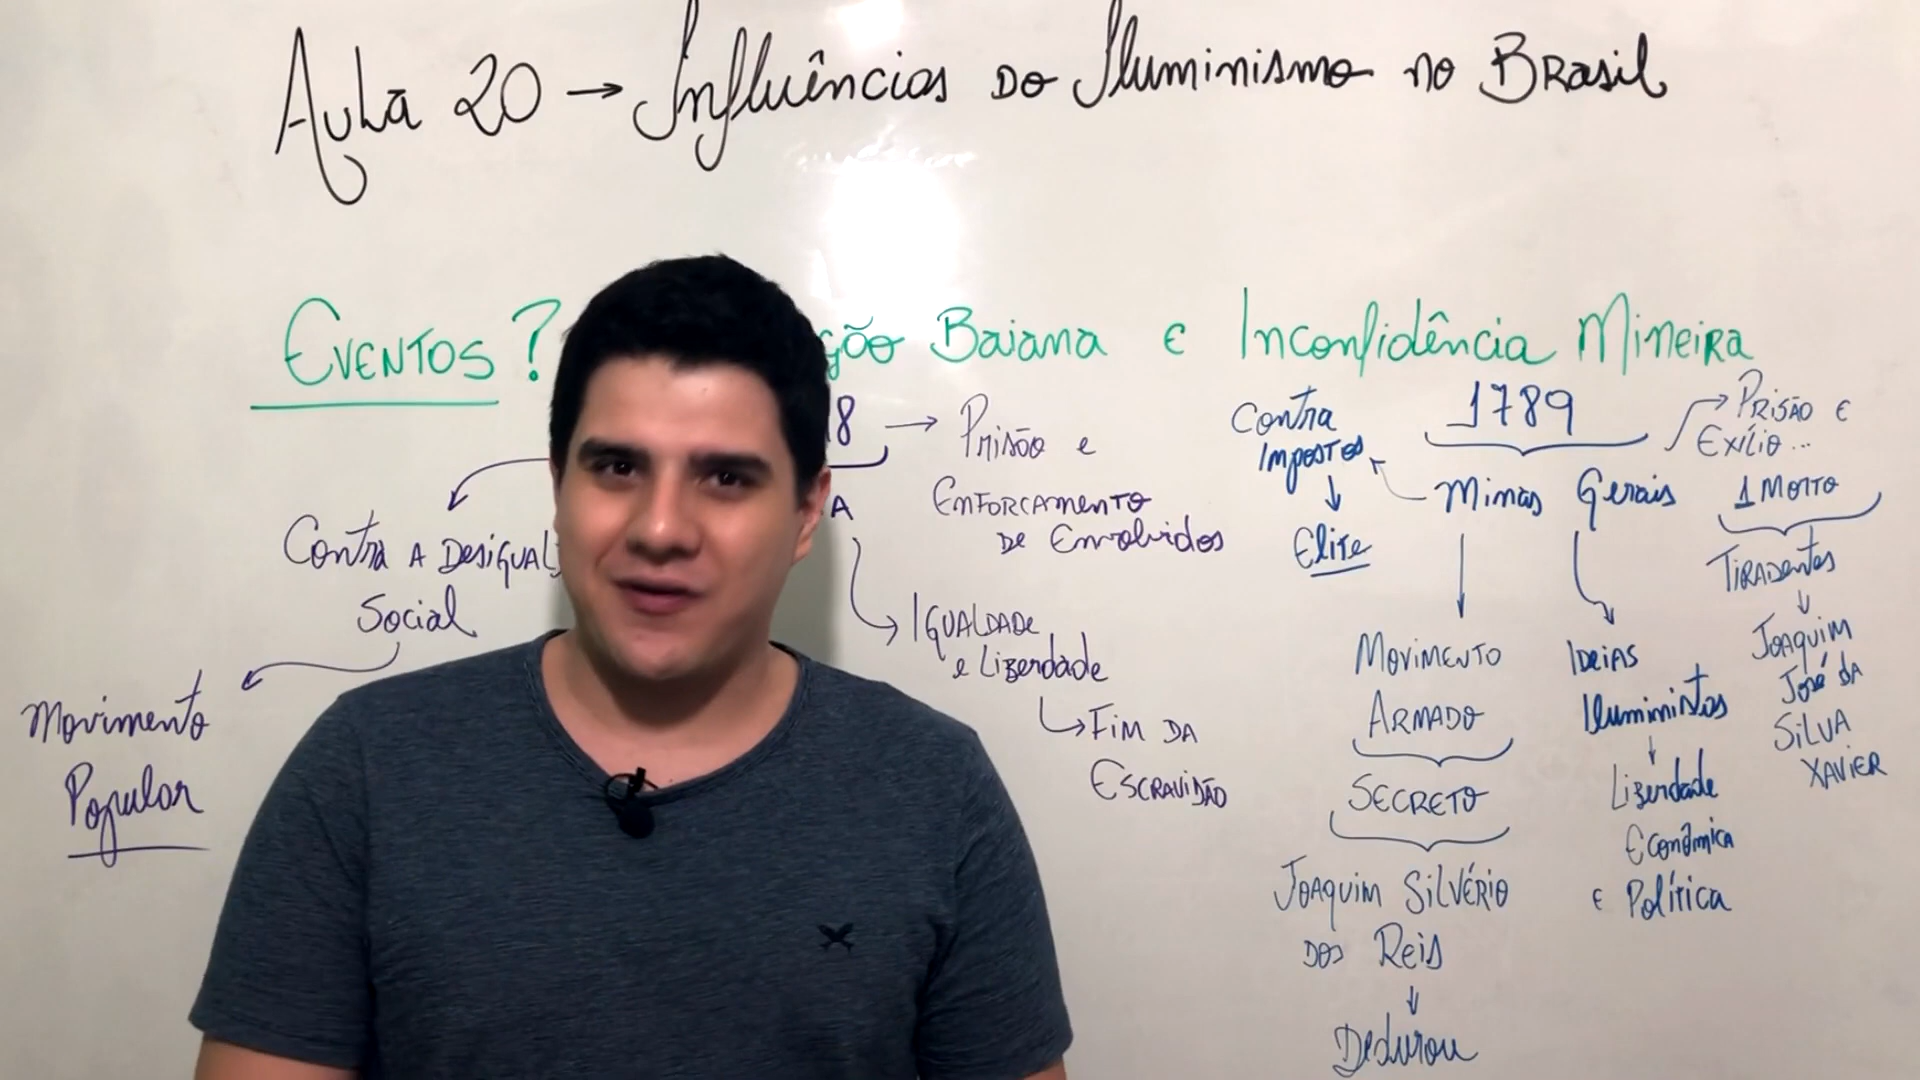 Aula 20 → Influências do Iluminismo no Brasil
Eventos? ção Baiana e Inconfidência Mineira
8 → Prisão e
Enforcamento
de Envolvidos
A
Contra a Desigual
Social
Movimento
Popular
Igualdade
e Liberdade
Fim da
Escravidão
1789
Contra
Impostos
Elite
Minas Gerais
Prisão e
Exílio...
1 Morto
Tiradentes
Joaquim
José da
Silva
Xavier
Movimento
Armado
Secreto
Joaquim Silvério
dos Reis
Dedurou
Ideias
Iluministas
Liberdade
Econômica
e Política